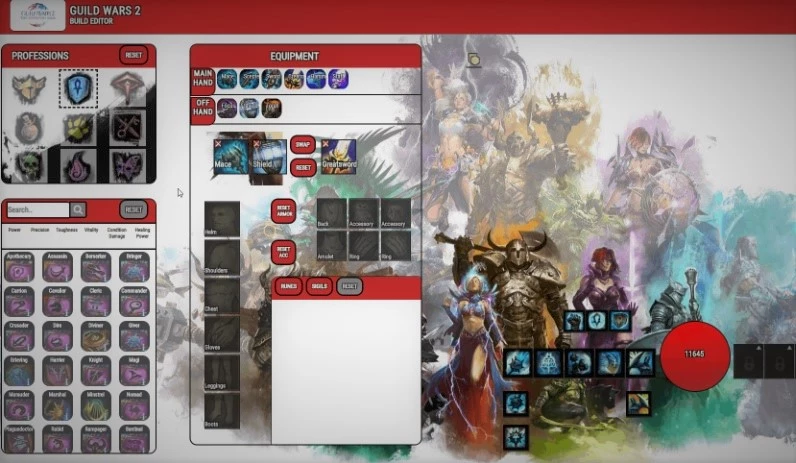 GUILD WARS 2
BUILD EDITOR
PROFESSIONS
RESET
EQUIPMENT
MAIN
HAND
Mace
Sword
OFF
HAND
Mace
Shield
SWAP
RESET
Greatsword
Search...
RESET
Power
Precision
Toughness
Vitality
Condition
Damage
Healing
Power
Apothecary
Assassin
Berserker
Bringer
Carrion
Cavalier
Cleric
Commander
Crusader
Dire
Diviner
Giver
Grieving
Harrier
Knight
Magi
Marauder
Marshal
Minstrel
Nomad
Rabid
Rampager
Sentinel
Helm
Shoulders
Chest
Gloves
Leggings
Boots
RESET
ARMOR
RESET
ACC
Back
Accessory
Accessory
Amulet
Ring
Ring
RUNES
SIGILS
RESET
11645